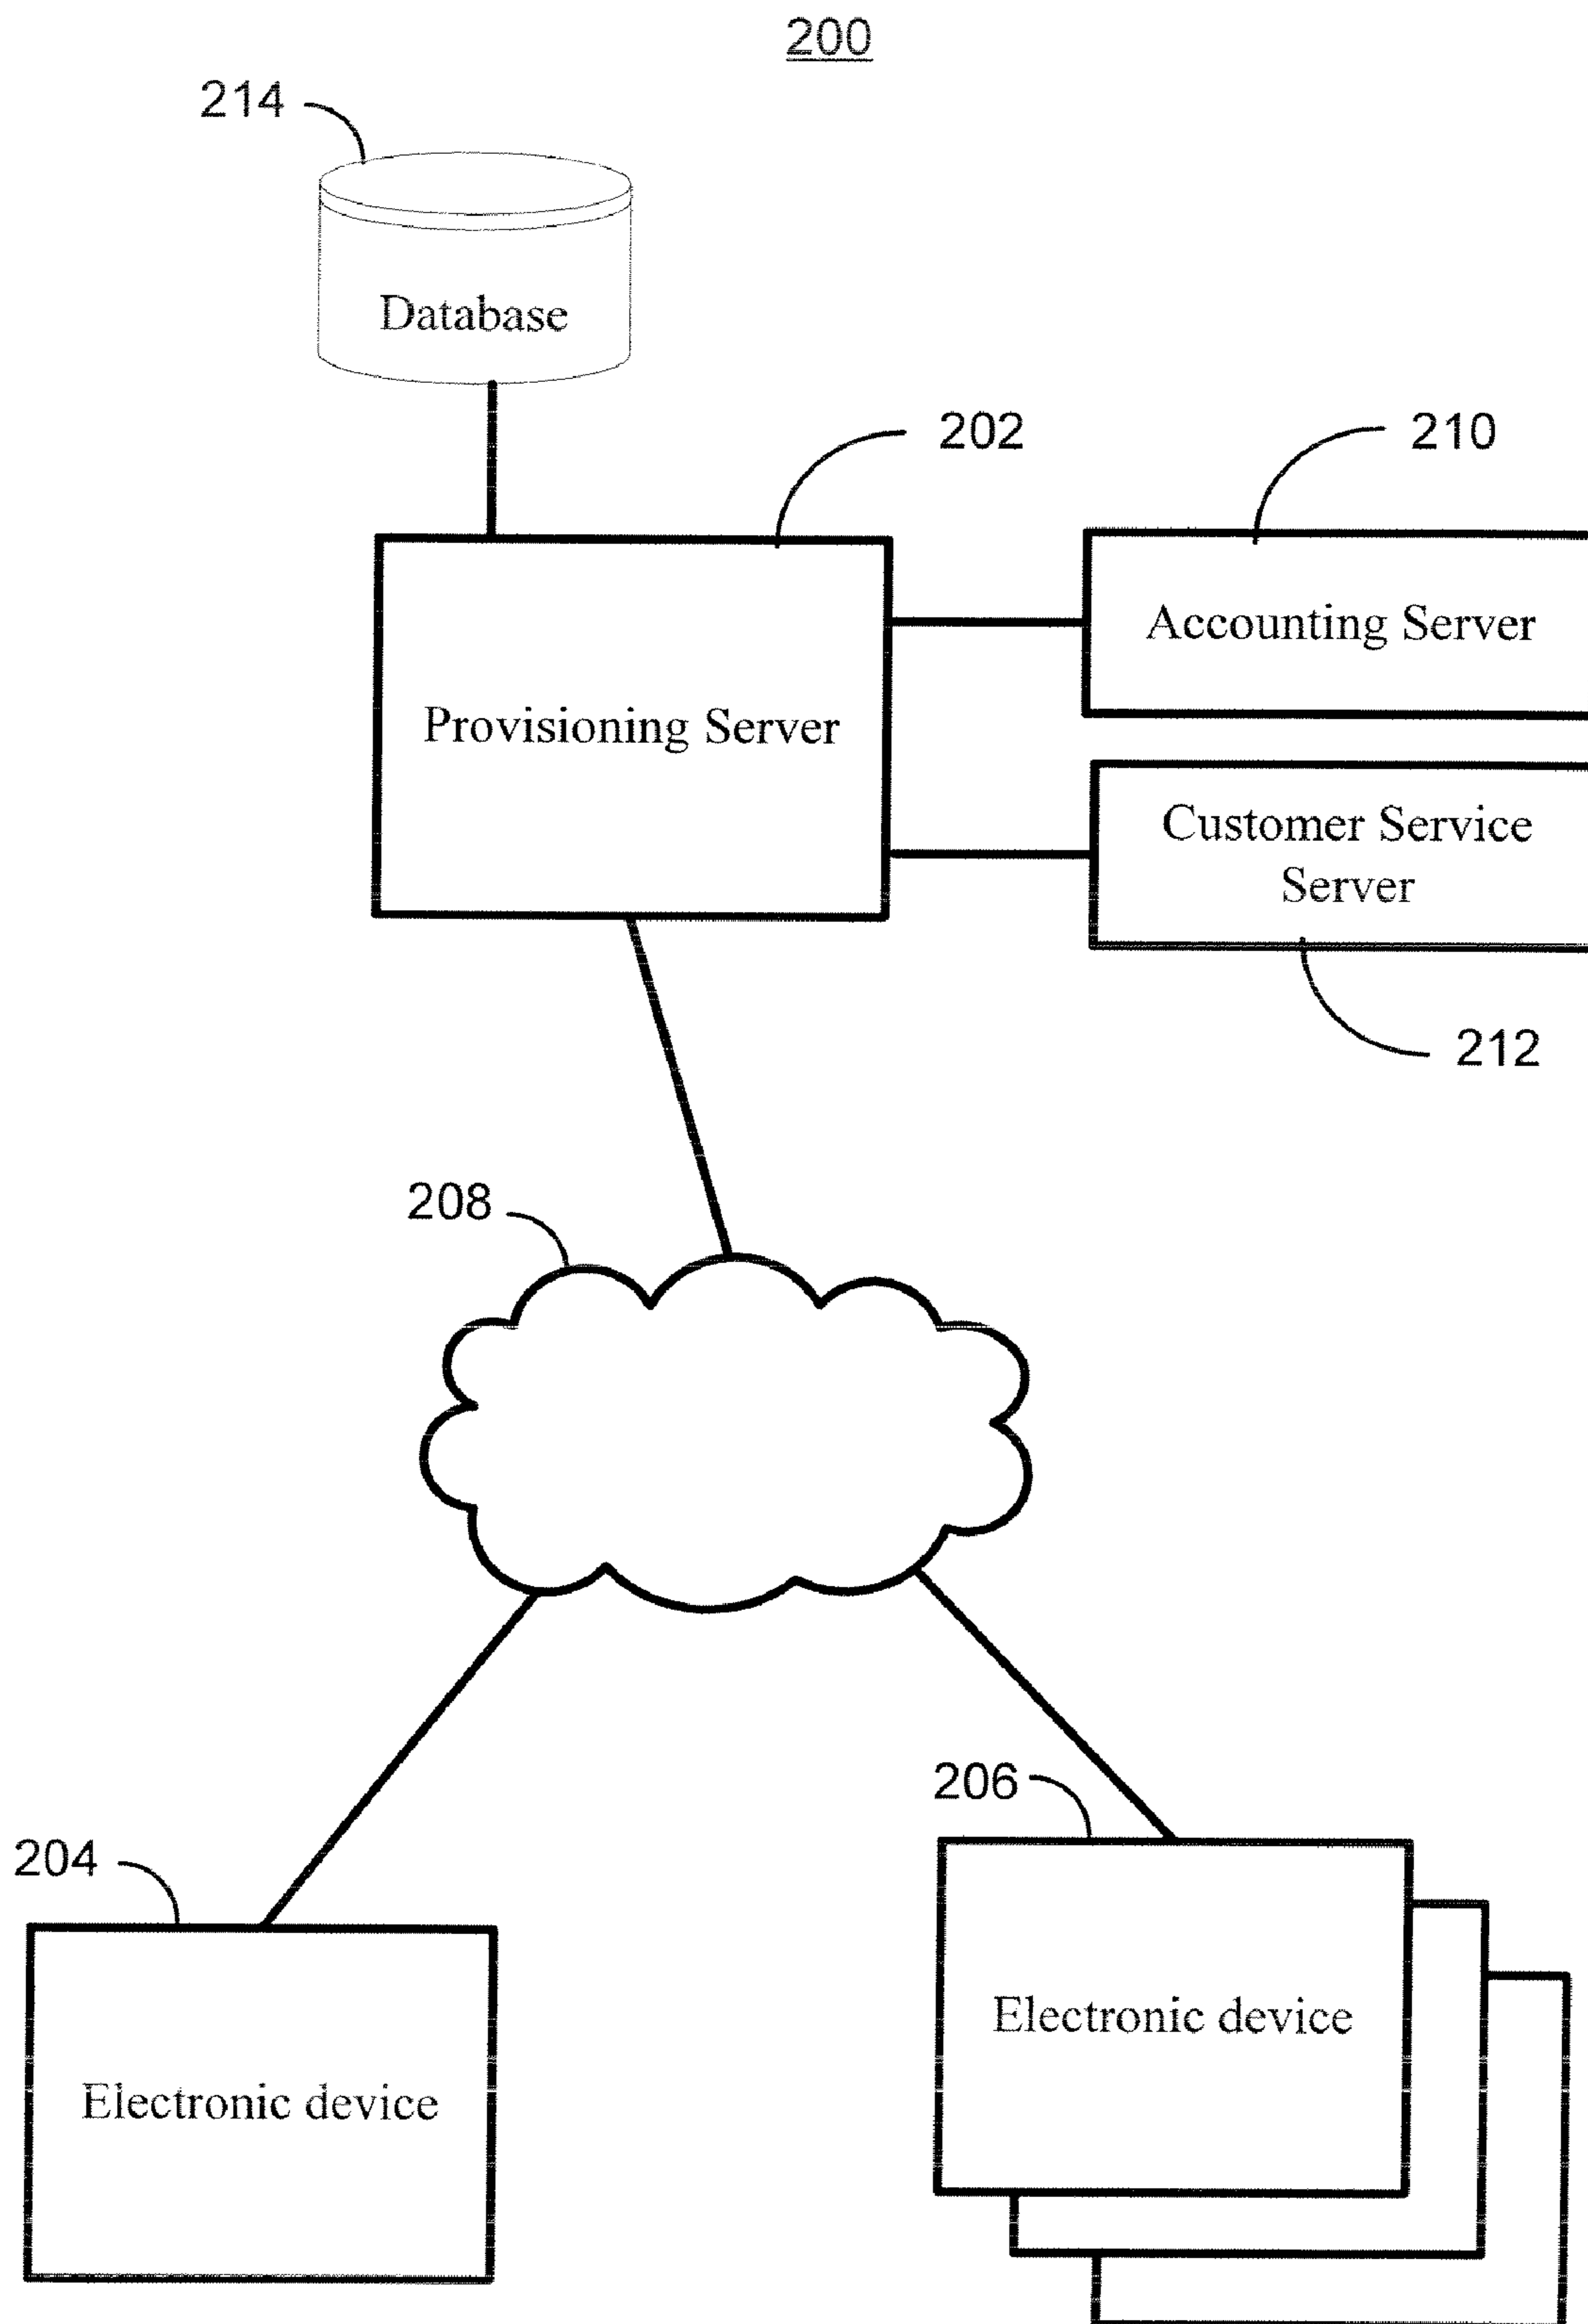 200
214
Database
202
210
Accounting Server
Provisioning Server
Customer Service
Server
212
208
206
204
Electronic device
Electronic device